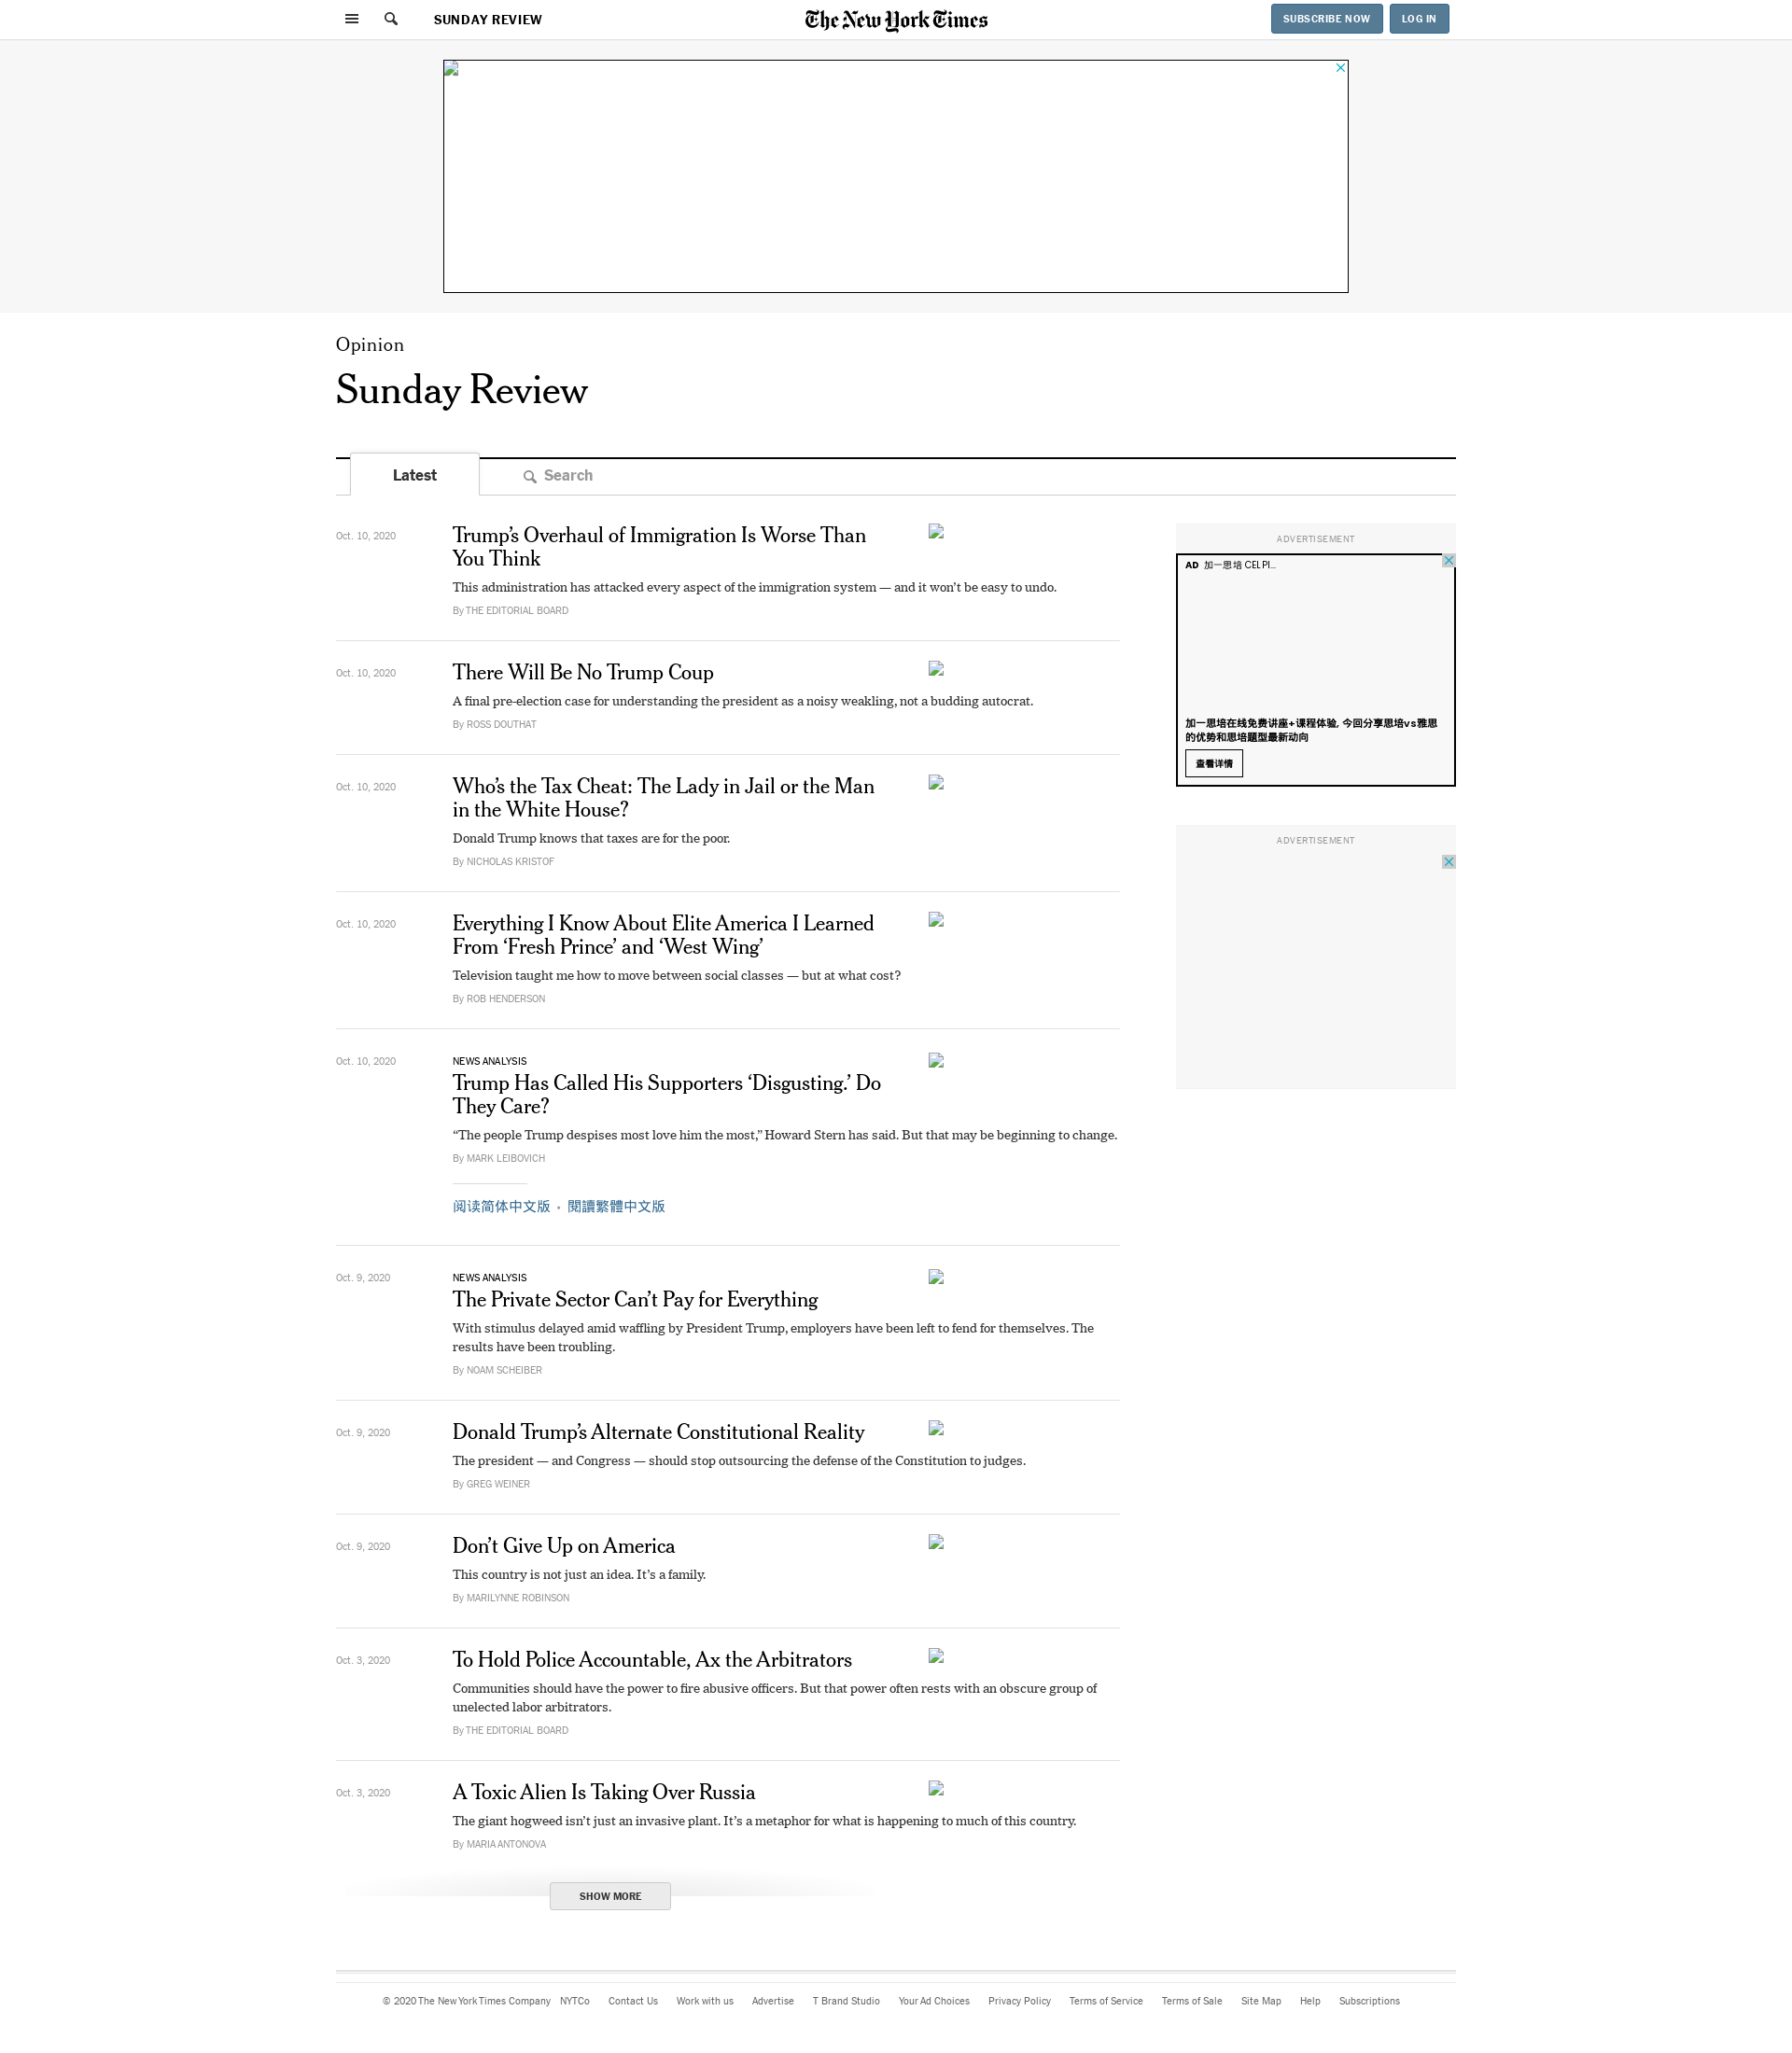 SUNDAY REVIEW
The New York Times
SUBSCRIBE NOW
LOG IN
Opinion
Sunday Review
Latest
Search
Oct. 10, 2020
Trump’s Overhaul of Immigration Is Worse Than
You Think
This administration has attacked every aspect of the immigration system — and it won’t be easy to undo.
By THE EDITORIAL BOARD
Oct. 10, 2020
There Will Be No Trump Coup
A final pre-election case for understanding the president as a noisy weakling, not a budding autocrat.
By ROSS DOUTHAT
Oct. 10, 2020
Who’s the Tax Cheat: The Lady in Jail or the Man
in the White House?
Donald Trump knows that taxes are for the poor.
By NICHOLAS KRISTOF
Oct. 10, 2020
Everything I Know About Elite America I Learned
From ‘Fresh Prince’ and ‘West Wing’
Television taught me how to move between social classes — but at what cost?
By ROB HENDERSON
Oct. 10, 2020
NEWS ANALYSIS
Trump Has Called His Supporters ‘Disgusting.’ Do
They Care?
“The people Trump despises most love him the most,” Howard Stern has said. But that may be beginning to change.
By MARK LEIBOVICH
阅读简体中文版 • 閱讀繁體中文版
Oct. 9, 2020
NEWS ANALYSIS
The Private Sector Can’t Pay for Everything
With stimulus delayed amid waffling by President Trump, employers have been left to fend for themselves. The
results have been troubling.
By NOAM SCHEIBER
Oct. 9, 2020
Donald Trump’s Alternate Constitutional Reality
The president — and Congress — should stop outsourcing the defense of the Constitution to judges.
By GREG WEINER
Oct. 9, 2020
Don’t Give Up on America
This country is not just an idea. It’s a family.
By MARILYNNE ROBINSON
Oct. 3, 2020
To Hold Police Accountable, Ax the Arbitrators
Communities should have the power to fire abusive officers. But that power often rests with an obscure group of
unelected labor arbitrators.
By THE EDITORIAL BOARD
Oct. 3, 2020
A Toxic Alien Is Taking Over Russia
The giant hogweed isn’t just an invasive plant. It’s a metaphor for what is happening to much of this country.
By MARIA ANTONOVA
SHOW MORE
ADVERTISEMENT
AD 加一思培 CELPI...
加一思培在线免费讲座+课程体验, 今回分享思培vs雅思
的优势和思培题型最新动向
查看详情
ADVERTISEMENT
© 2020 The New York Times Company NYTCo Contact Us Work with us Advertise T Brand Studio Your Ad Choices Privacy Policy Terms of Service Terms of Sale Site Map Help Subscriptions